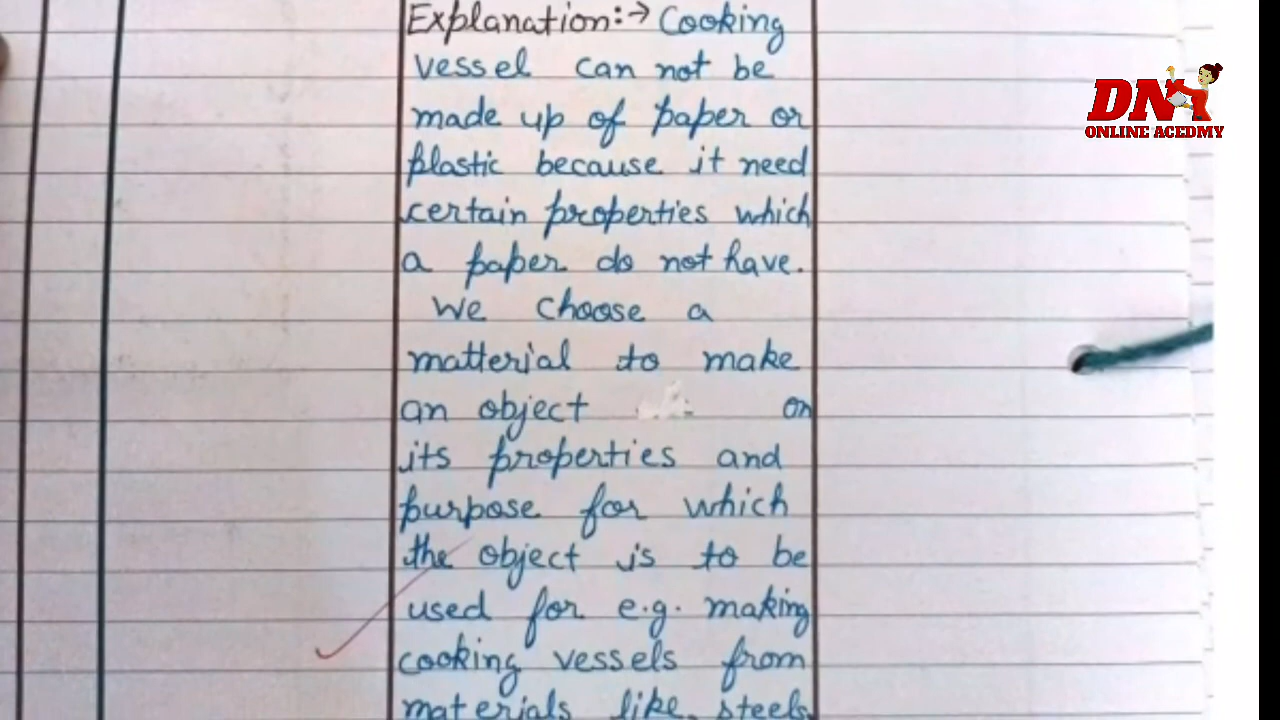 Explanation:→ Cooking
vessel can not be
made up of paper or
plastic because it need
certain properties which
a paper do not have.
We choose a
matterial to make
an object on
its properties and
purpose for which
the object is to be
used for e.g. making
cooking vessels from
materials like steels,
DNA
ONLINE ACEDMY